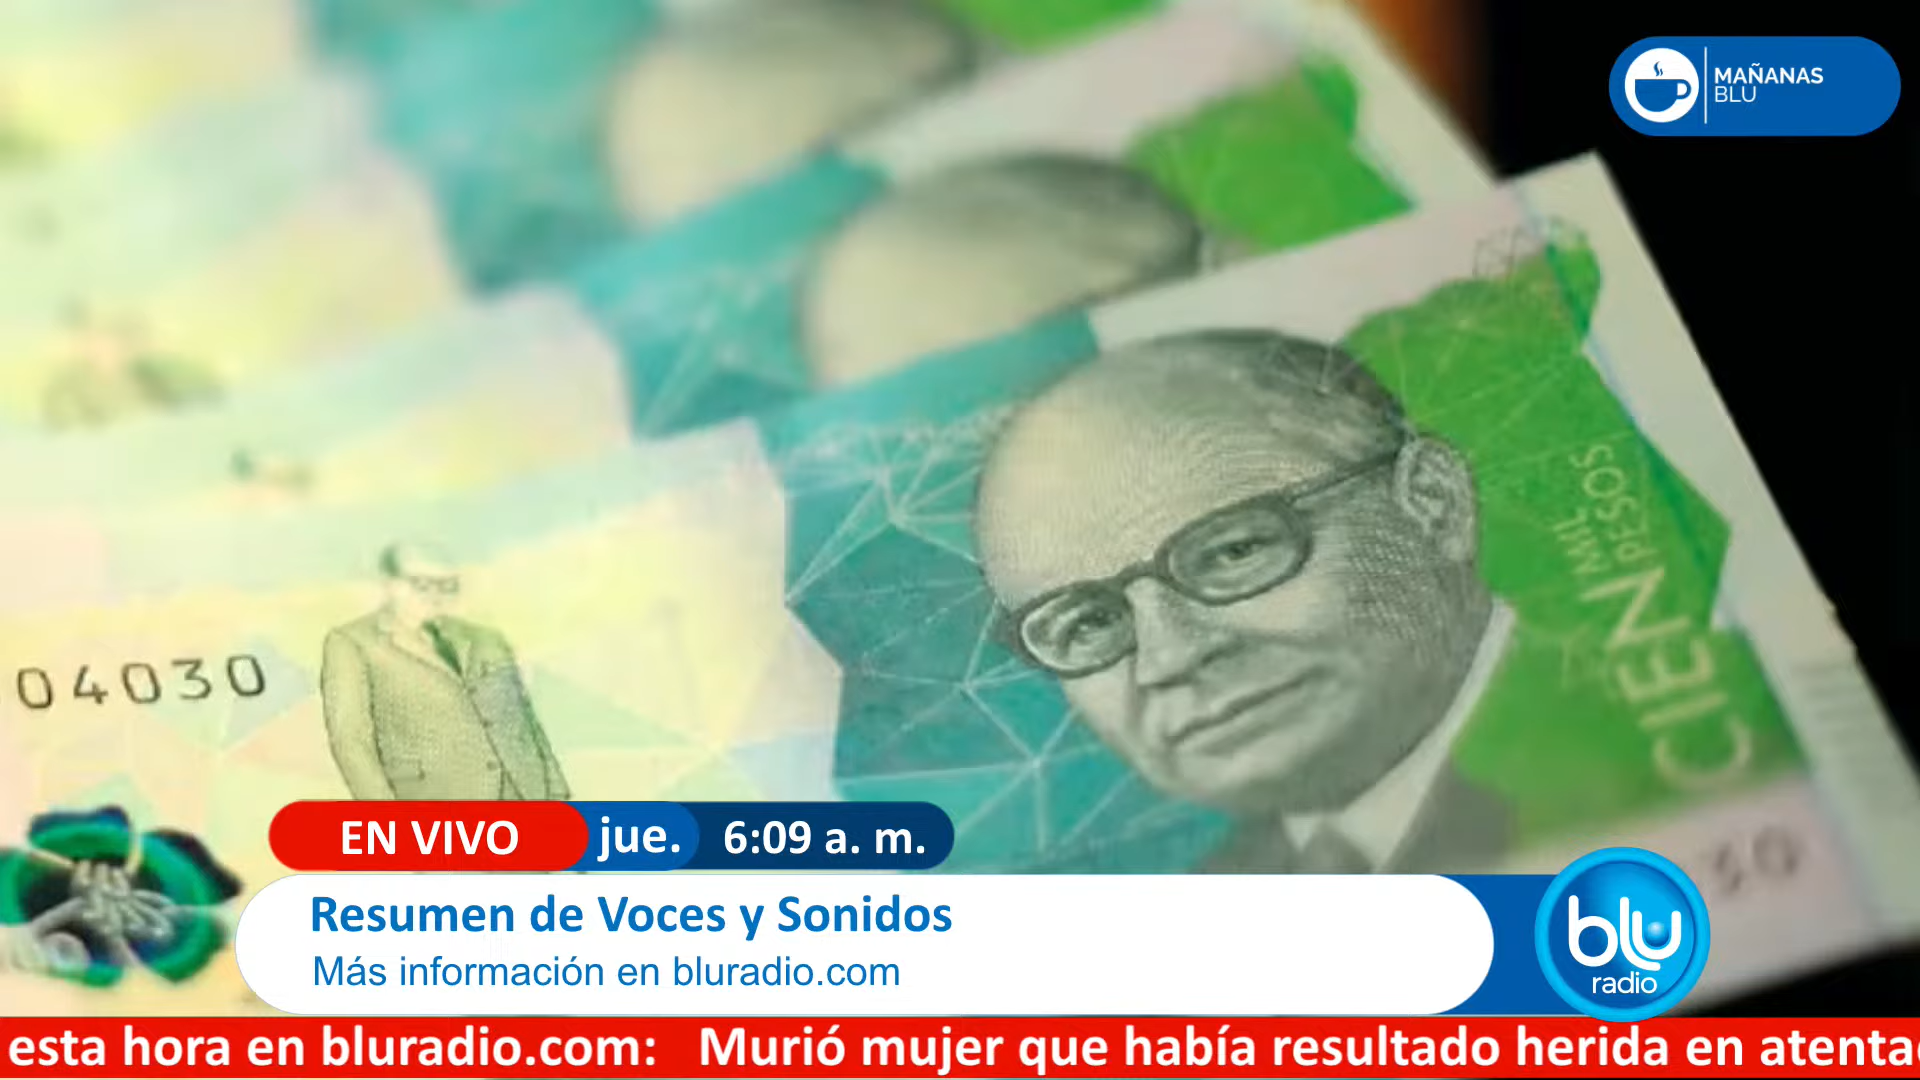 MAÑANAS
BLU
MIL
PESOS
CIEN
04030
EN VIVO jue. 6:09 a. m.
Resumen de Voces y Sonidos
Más información en bluradio.com
blu
radio
esta hora en bluradio.com: Murió mujer que había resultado herida en